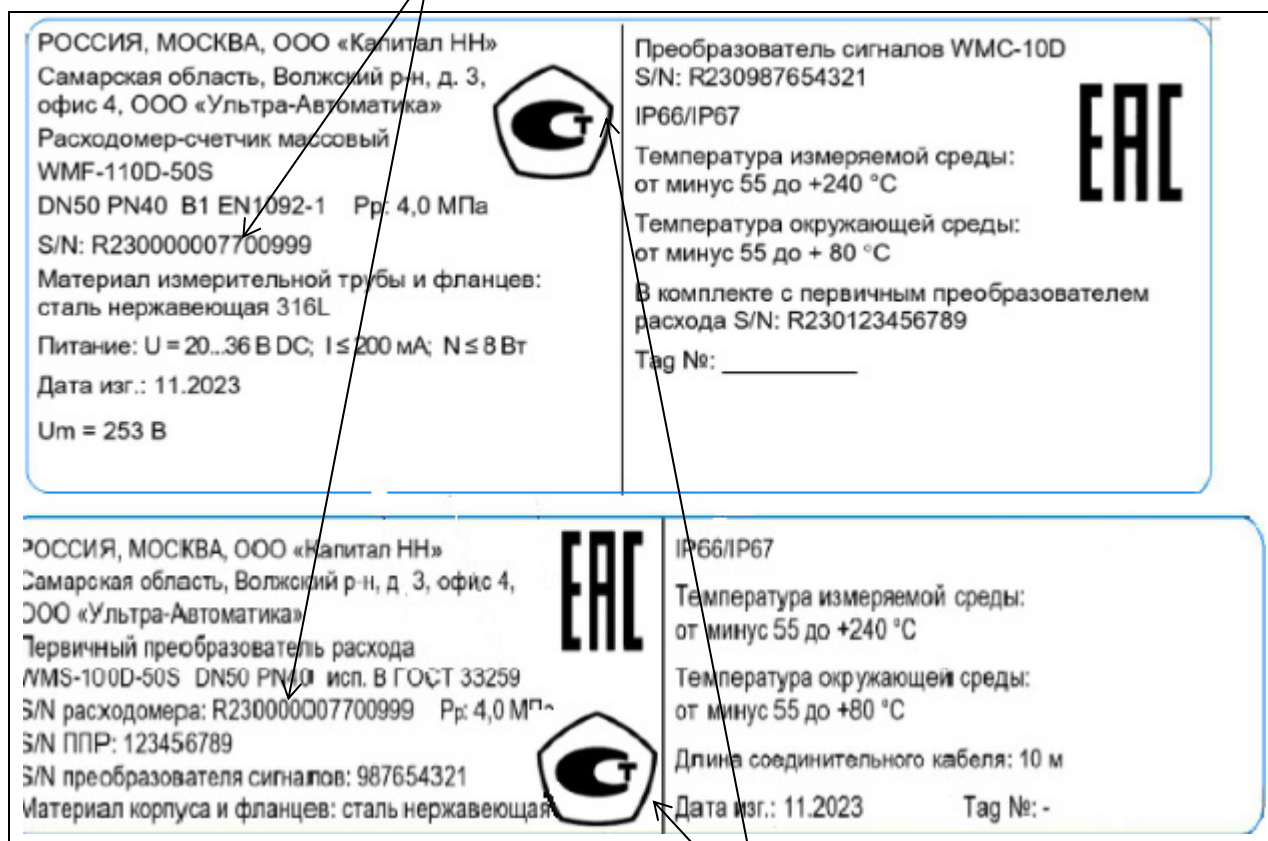 РОССИЯ, МОСКВА, ООО «Капитал НН»
Самарская область, Волжский р-н, д. 3,
офис 4, ООО «Ультра-Автоматика»
Расходомер-счетчик массовый
WMF-110D-50S
DN50 PN40 B1 EN1092-1 Pp: 4,0 МПа
S/N: R230000007700999
Материал измерительной трубы и фланцев:
сталь нержавеющая 316L
Питание: U = 20...36 В DC; I ≤ 200 мА; N ≤ 8 Вт
Дата изг.: 11.2023
Um = 253 В
Преобразователь сигналов WMC-10D
S/N: R230987654321
IP66/IP67
EAC
Температура измеряемой среды:
от минус 55 до +240 °C
Температура окружающей среды:
от минус 55 до + 80 °C
В комплекте с первичным преобразователем
расхода S/N: R230123456789
Tag №: ___________
РОССИЯ, МОСКВА, ООО «Капитал НН»
Самарская область, Волжский р-н, д. 3, офис 4,
ООО «Ультра-Автоматика»
Первичный преобразователь расхода
WMS-100D-50S DN50 PN40 исп. В ГОСТ 33259
S/N расходомера: R230000007700999 Pp: 4,0 МПа
S/N ППР: 123456789
S/N преобразователя сигналов: 987654321
Материал корпуса и фланцев: сталь нержавеющая
EAC
IP66/IP67
Температура измеряемой среды:
от минус 55 до +240 °C
Температура окружающей среды:
от минус 55 до +80 °C
Длина соединительного кабеля: 10 м
Дата изг.: 11.2023 Tag №: -